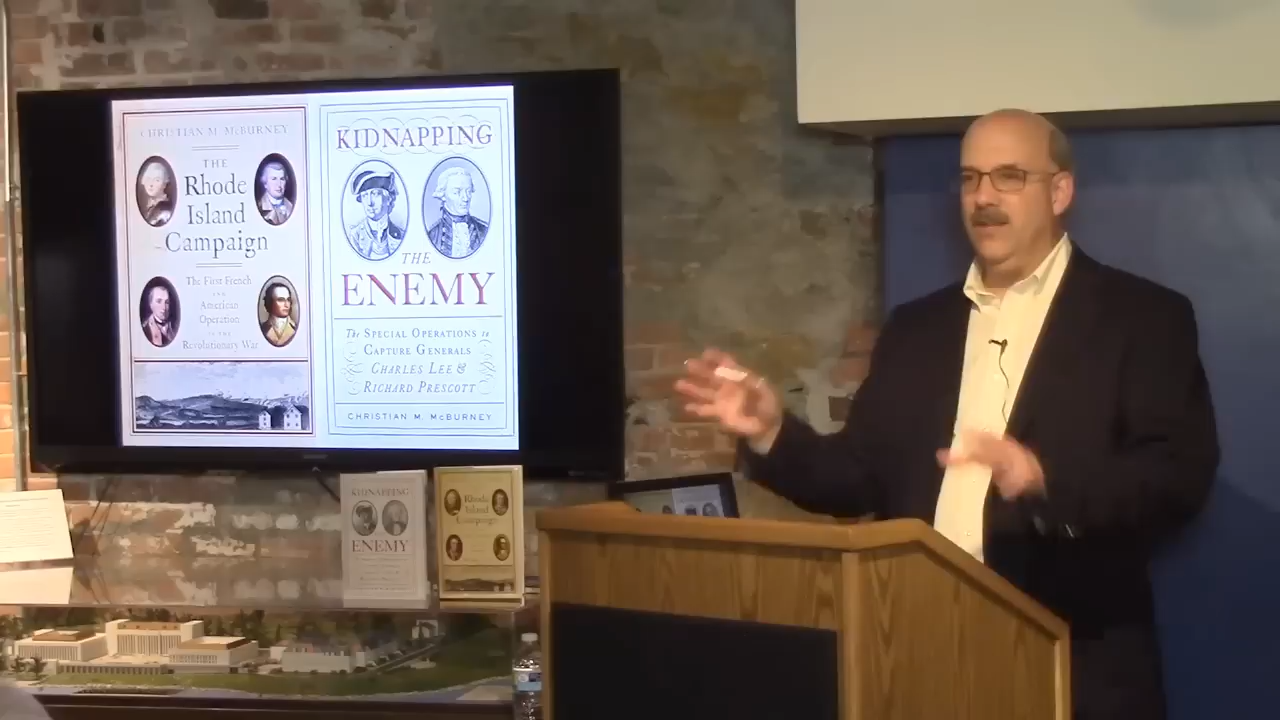 CHRISTIAN M. MCBURNEY
THE
Rhode
Island
Campaign
The First French
AND
American
Operation
IN THE
Revolutionary War
KIDNAPPING
THE
ENEMY
The SPECIAL OPERATIONS to
CAPTURE GENERALS
CHARLES LEE &
RICHARD PRESCOTT
CHRISTIAN M. MCBURNEY
KIDNAPPING
ENEMY
Rhode
Island
Campaign